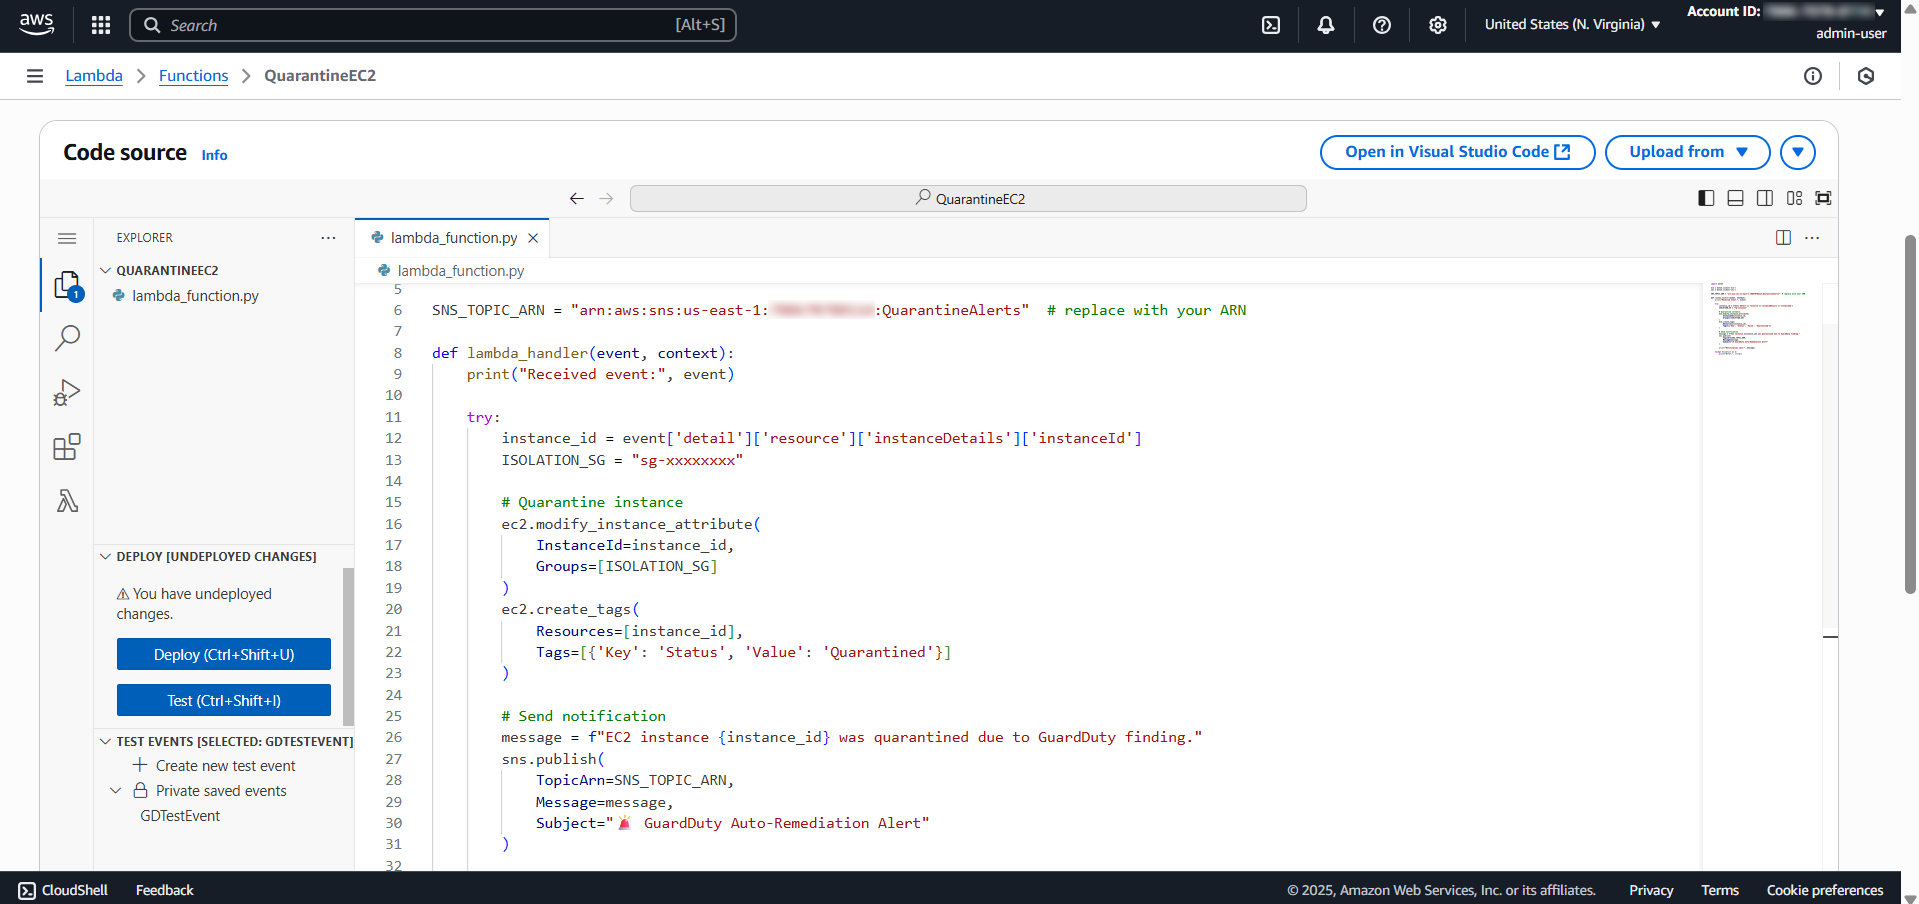 aws
Search [Alt+S]
United States (N. Virginia)
Account ID:
admin-user
Lambda Functions QuarantineEC2
Code source Info
Open in Visual Studio Code
Upload from
QuarantineEC2
EXPLORER
QUARANTINEEC2
lambda_function.py
1
DEPLOY [UNDEPLOYED CHANGES]
You have undeployed
changes.
Deploy (Ctrl+Shift+U)
Test (Ctrl+Shift+I)
TEST EVENTS [SELECTED: GDTESTEVENT]
Create new test event
Private saved events
GDTestEvent
lambda_function.py
lambda_function.py
5
6 SNS_TOPIC_ARN = "arn:aws:sns:us-east-1: :QuarantineAlerts"  # replace with your ARN
7
8 def lambda_handler(event, context):
9     print("Received event:", event)
10
11     try:
12         instance_id = event['detail']['resource']['instanceDetails']['instanceId']
13         ISOLATION_SG = "sg-xxxxxxxx"
14
15         # Quarantine instance
16         ec2.modify_instance_attribute(
17             InstanceId=instance_id,
18             Groups=[ISOLATION_SG]
19         )
20         ec2.create_tags(
21             Resources=[instance_id],
22             Tags=[{'Key': 'Status', 'Value': 'Quarantined'}]
23         )
24
25         # Send notification
26         message = f"EC2 instance {instance_id} was quarantined due to GuardDuty finding."
27         sns.publish(
28             TopicArn=SNS_TOPIC_ARN,
29             Message=message,
30             Subject="🚨 GuardDuty Auto-Remediation Alert"
31         )
32
CloudShell Feedback
© 2025, Amazon Web Services, Inc. or its affiliates. Privacy Terms Cookie preferences